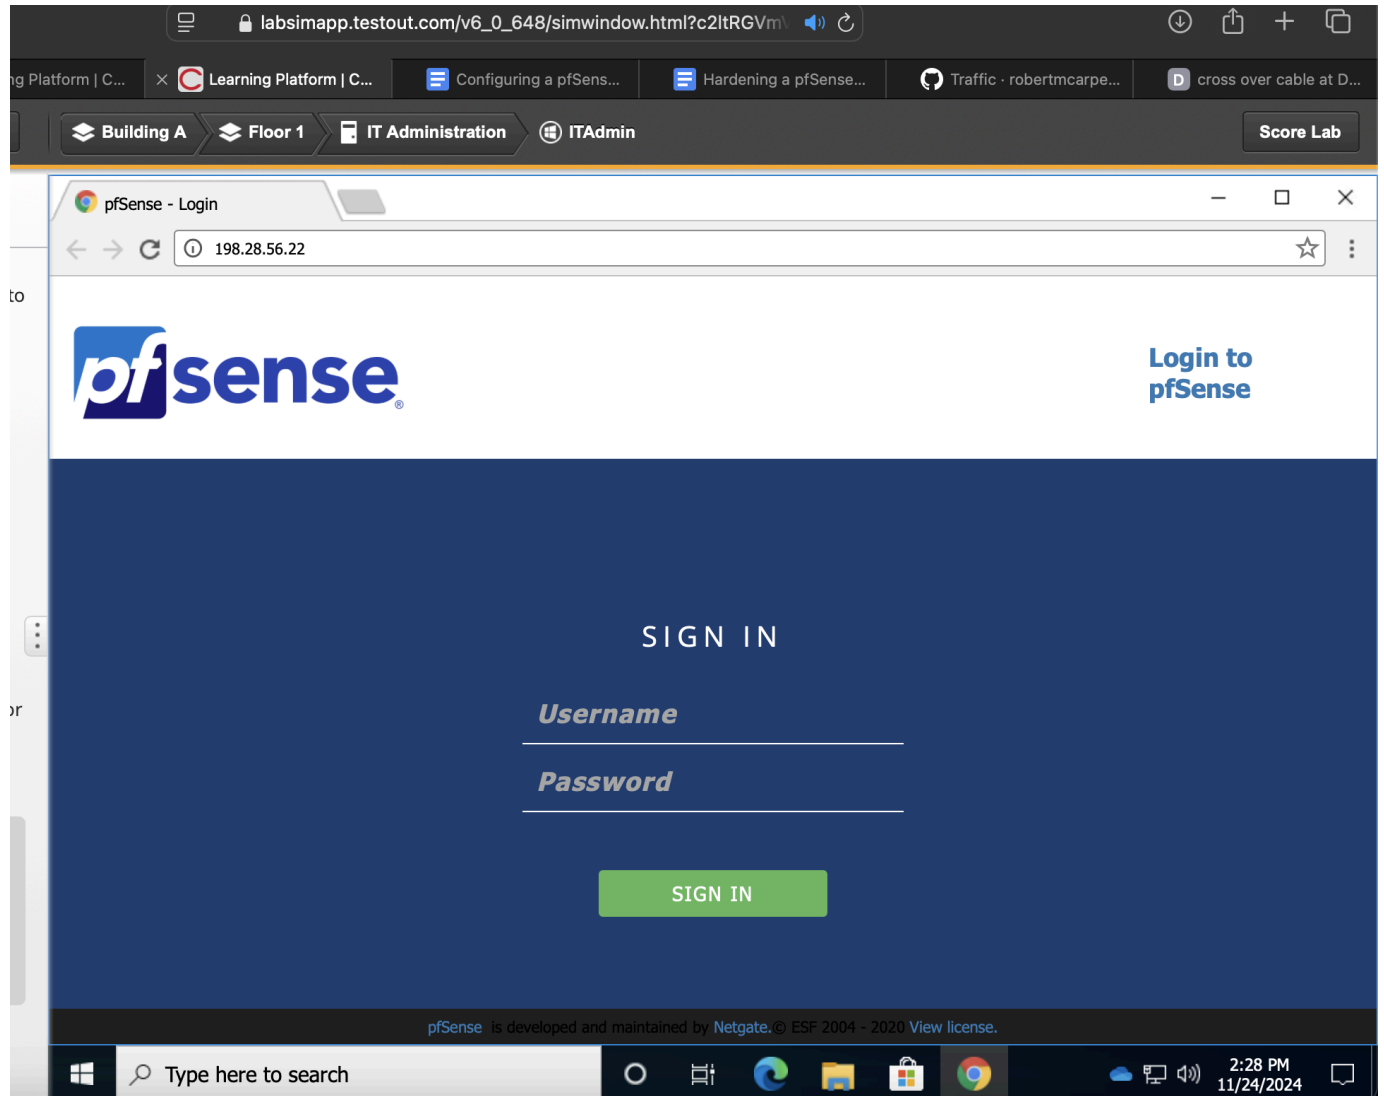 labsimapp.testout.com/v6_0_648/simwindow.html?c2ltRGVm
ng Platform | C...
Learning Platform | C...
Configuring a pfSens...
Hardening a pfSense...
Traffic · robertmcarpe...
D cross over cable at D...
Building A
Floor 1
IT Administration
ITAdmin
Score Lab
pfSense - Login
198.28.56.22
to
pfsense®
Login to
pfSense
SIGN IN
or
Username
Password
SIGN IN
pfSense is developed and maintained by Netgate.© ESF 2004 - 2020 View license.
Type here to search
2:28 PM
11/24/2024